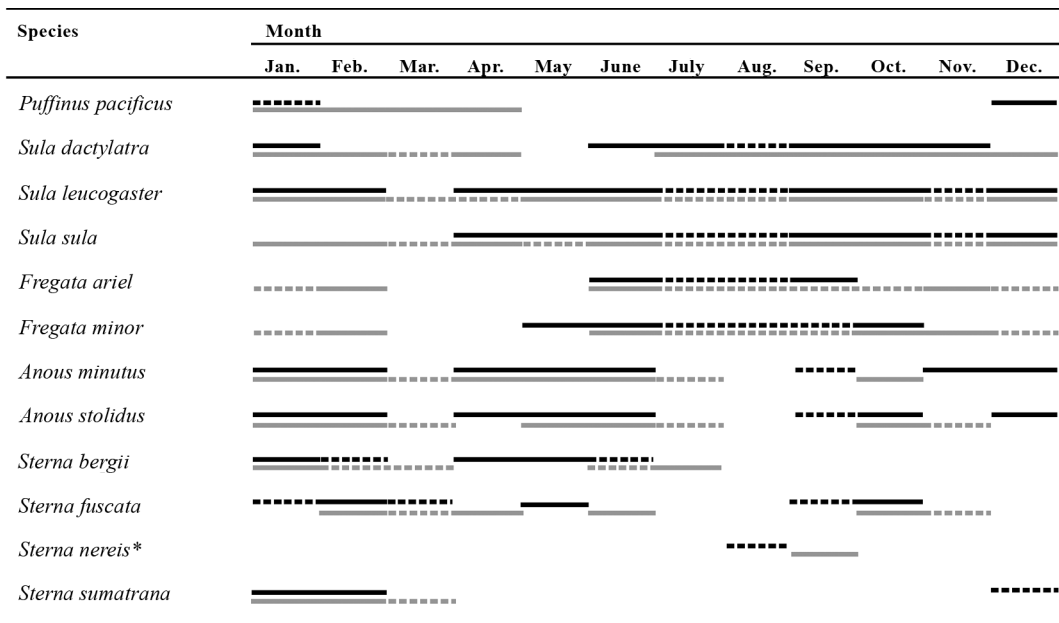 Species Month
Jan. Feb. Mar. Apr. May June July Aug. Sep. Oct. Nov. Dec.
Puffinus pacificus
Sula dactylatra
Sula leucogaster
Sula sula
Fregata ariel
Fregata minor
Anous minutus
Anous stolidus
Sterna bergii
Sterna fuscata
Sterna nereis*
Sterna sumatrana